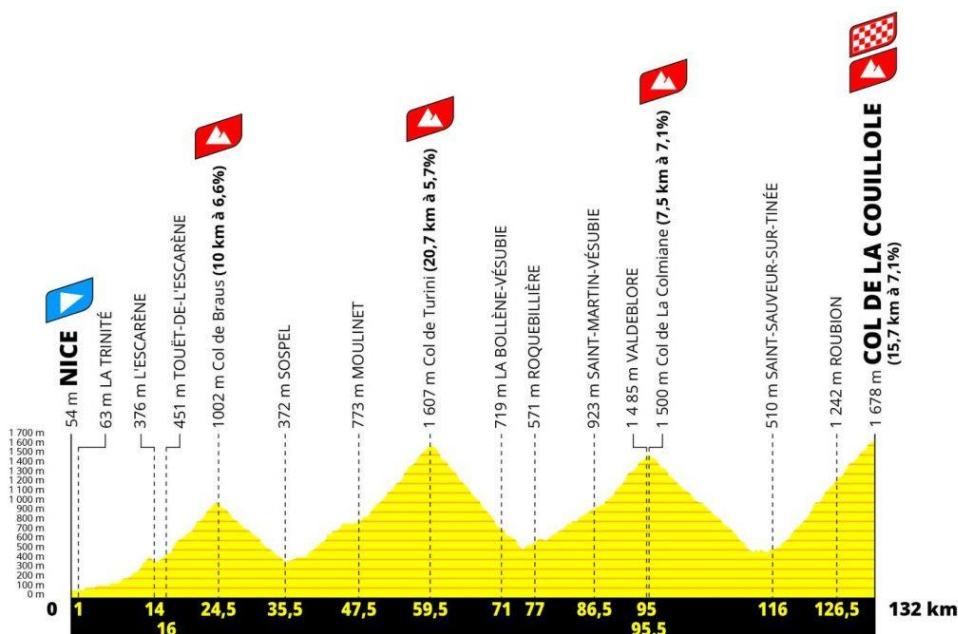 54 m NICE
63 m LA TRINITÉ
376 m L'ESCARÈNE
451 m TOUËT-DE-L'ESCARÈNE
1002 m Col de Braus (10 km à 6,6%)
372 m SOSPEL
773 m MOULINET
1 607 m Col de Turini (20,7 km à 5,7%)
719 m LA BOLLÈNE-VÉSUBIE
571 m ROQUEBILLIÈRE
923 m SAINT-MARTIN-VÉSUBIE
1 4 85 m VALDEBLORE
1 500 m Col de La Colmiane (7,5 km à 7,1%)
510 m SAINT-SAUVEUR-SUR-TINÉE
1 242 m ROUBION
1 678 m COL DE LA COUILLOLE
(15,7 km à 7,1%)
1 700 m
1 600 m
1 500 m
1 400 m
1 300 m
1 200 m
1 100 m
1 000 m
900 m
800 m
700 m
600 m
500 m
400 m
300 m
200 m
100 m
0 m
0 1 14 24,5 35,5 47,5 59,5 71 77 86,5 95 116 126,5 132 km
16 95,5